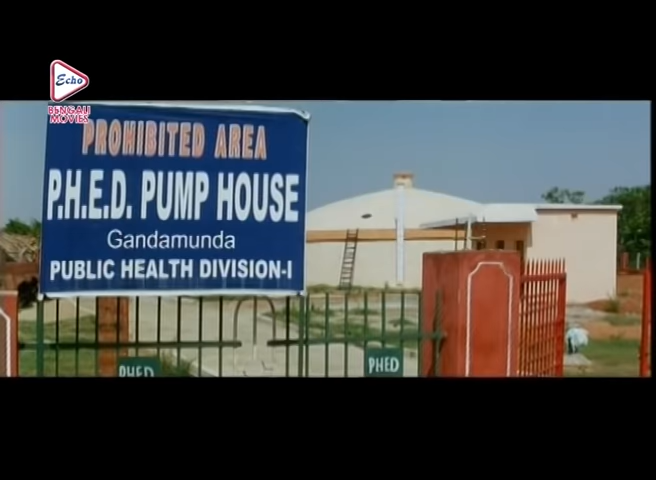 Echo
BENGALI
MOVIES
PROHIBITED AREA
P.H.E.D. PUMP HOUSE
Gandamunda
PUBLIC HEALTH DIVISION-I
PHED
PHED